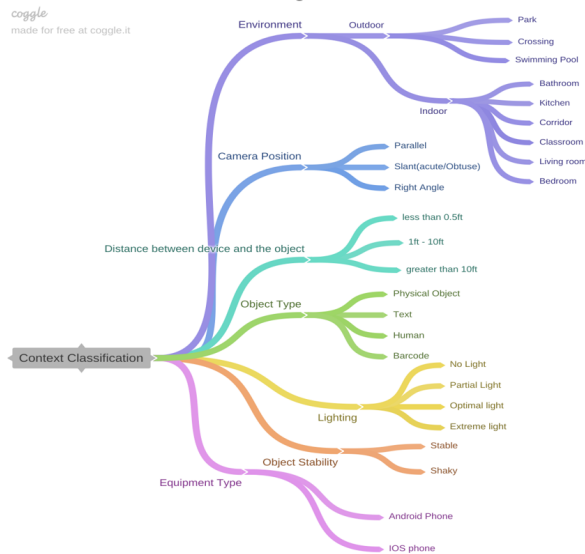 coggle
made for free at coggle.it
Environment
Outdoor
Park
Crossing
Swimming Pool
Indoor
Bathroom
Kitchen
Corridor
Classroom
Living room
Bedroom
Camera Position
Parallel
Slant(acute/Obtuse)
Right Angle
Distance between device and the object
less than 0.5ft
1ft - 10ft
greater than 10ft
Object Type
Physical Object
Text
Human
Barcode
Context Classification
Lighting
No Light
Partial Light
Optimal light
Extreme light
Object Stability
Stable
Shaky
Equipment Type
Android Phone
IOS phone